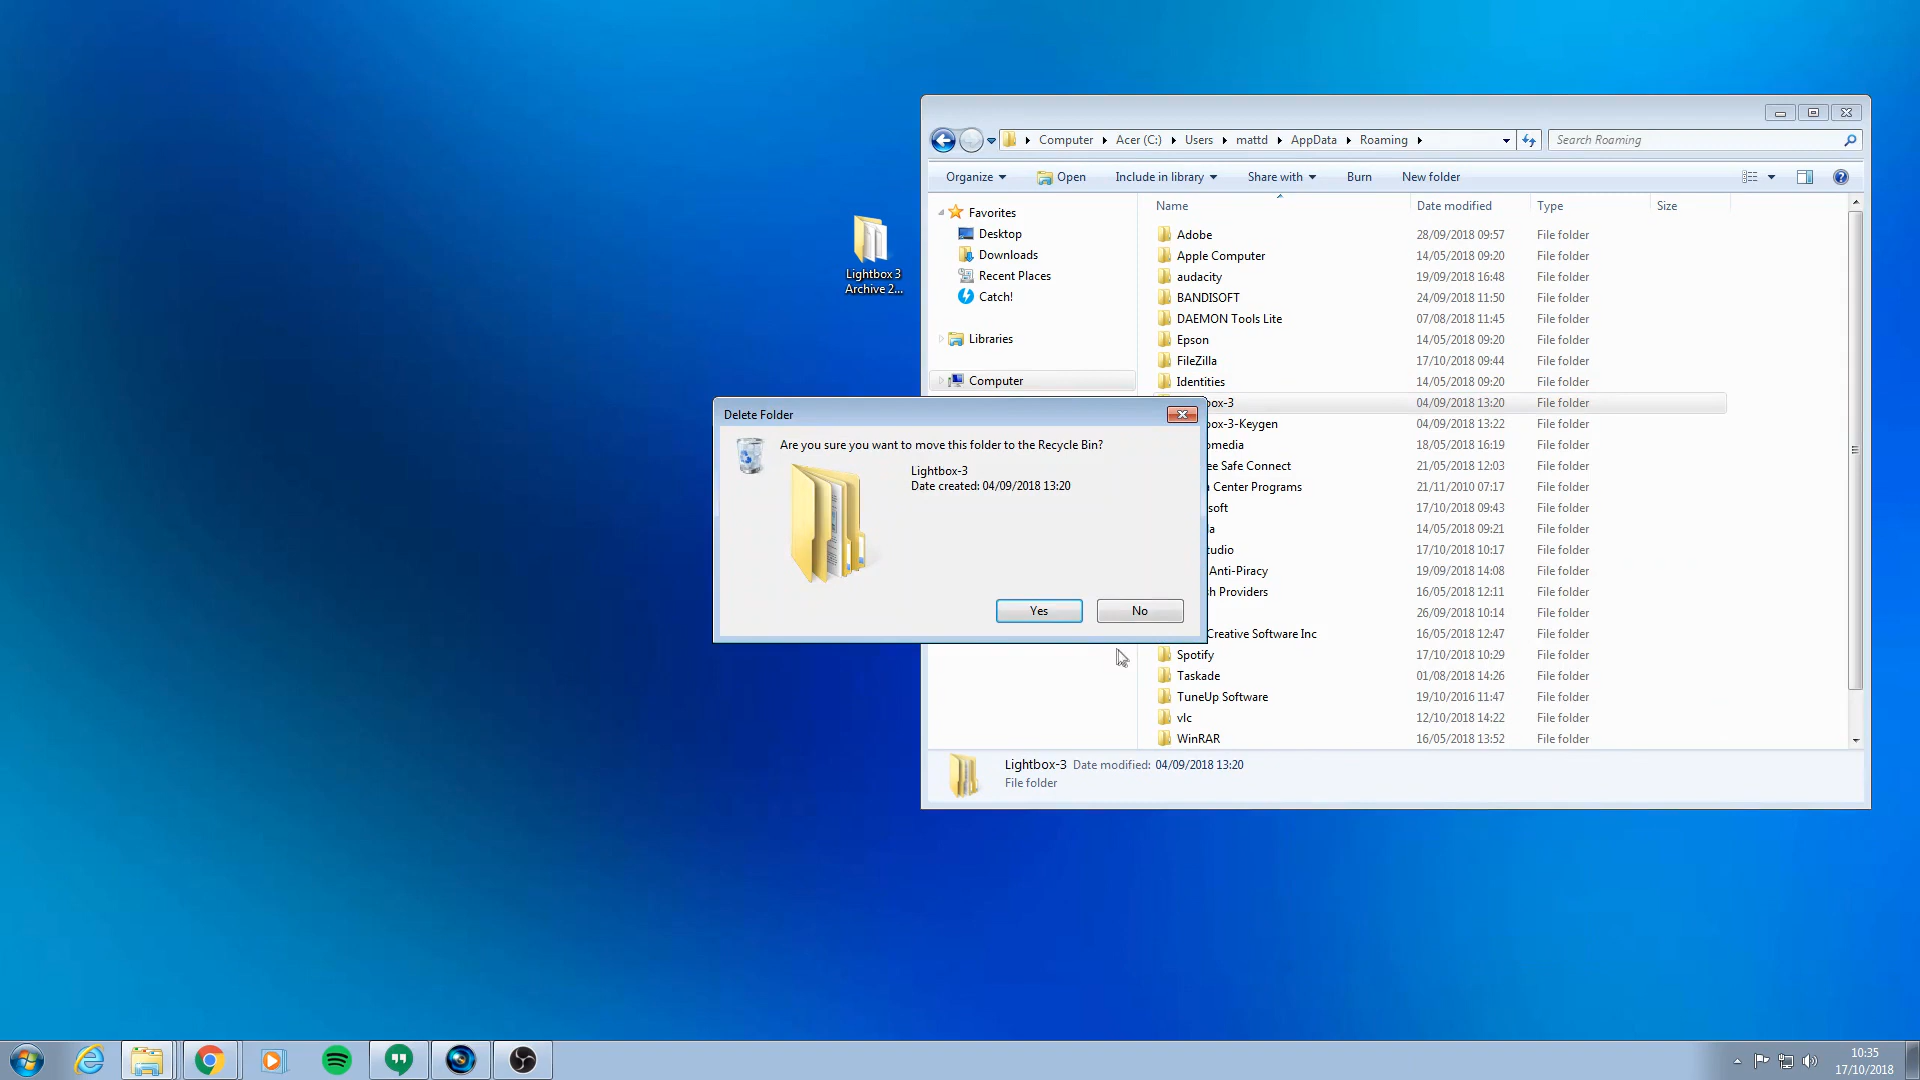 Computer
Acer (C:)
Users
mattd
AppData
Roaming
Search Roaming
Organize
Open
Include in library
Share with
Burn
New folder
Name
Date modified
Type
Size
Favorites
Desktop
Downloads
Recent Places
Catch!
Libraries
Computer
Lightbox 3
Archive 2...
Adobe 28/09/2018 09:57 File folder
Apple Computer 14/05/2018 09:20 File folder
audacity 19/09/2018 16:48 File folder
BANDISOFT 24/09/2018 11:50 File folder
DAEMON Tools Lite 07/08/2018 11:45 File folder
Epson 14/05/2018 09:20 File folder
FileZilla 17/10/2018 09:44 File folder
Identities 14/05/2018 09:20 File folder
box-3 04/09/2018 13:20 File folder
box-3-Keygen 04/09/2018 13:22 File folder
omedia 18/05/2018 16:19 File folder
ee Safe Connect 21/05/2018 12:03 File folder
a Center Programs 21/11/2010 07:17 File folder
soft 17/10/2018 09:43 File folder
la 14/05/2018 09:21 File folder
tudio 17/10/2018 10:17 File folder
Anti-Piracy 19/09/2018 14:08 File folder
sh Providers 16/05/2018 12:11 File folder
26/09/2018 10:14 File folder
Creative Software Inc 16/05/2018 12:47 File folder
Spotify 17/10/2018 10:29 File folder
Taskade 01/08/2018 14:26 File folder
TuneUp Software 19/10/2016 11:47 File folder
vlc 12/10/2018 14:22 File folder
WinRAR 16/05/2018 13:52 File folder
Delete Folder
Are you sure you want to move this folder to the Recycle Bin?
Lightbox-3
Date created: 04/09/2018 13:20
Yes
No
Lightbox-3 Date modified: 04/09/2018 13:20
File folder
10:35
17/10/2018